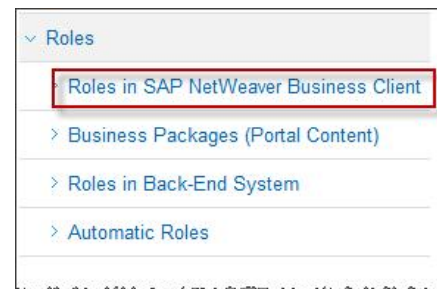 Roles
Roles in SAP NetWeaver Business Client
Business Packages (Portal Content)
Roles in Back-End System
Automatic Roles